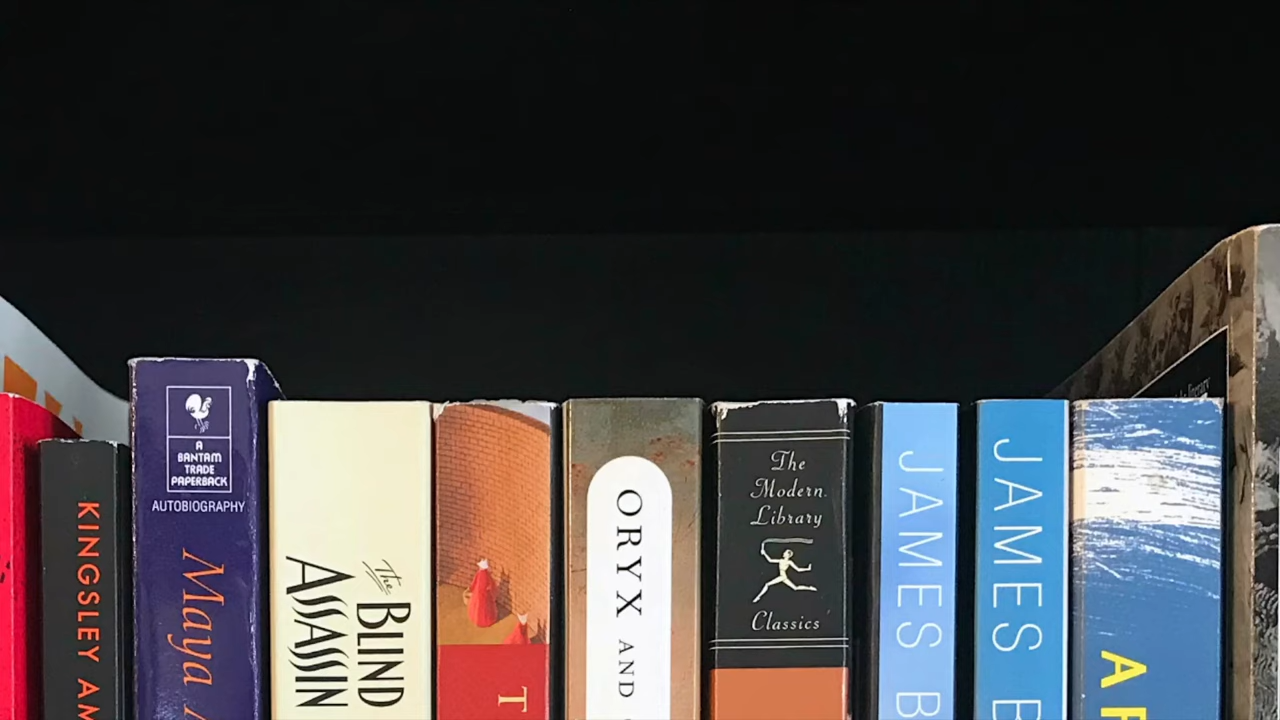 KINGSLEY AM
A
BANTAM
TRADE
PAPERBACK
AUTOBIOGRAPHY
Maya
The BLIND
ASSASSIN
T
ORYX AND
The
Modern
Library
Classics
JAMES B
JAMES B
A F